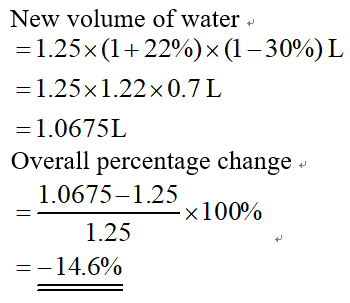 New volume of water
=1.25×(1+22%)×(1−30%) L
=1.25×1.22×0.7 L
=1.0675L
Overall percentage change
=\frac{1.0675−1.25}{1.25}×100%
=−14.6%